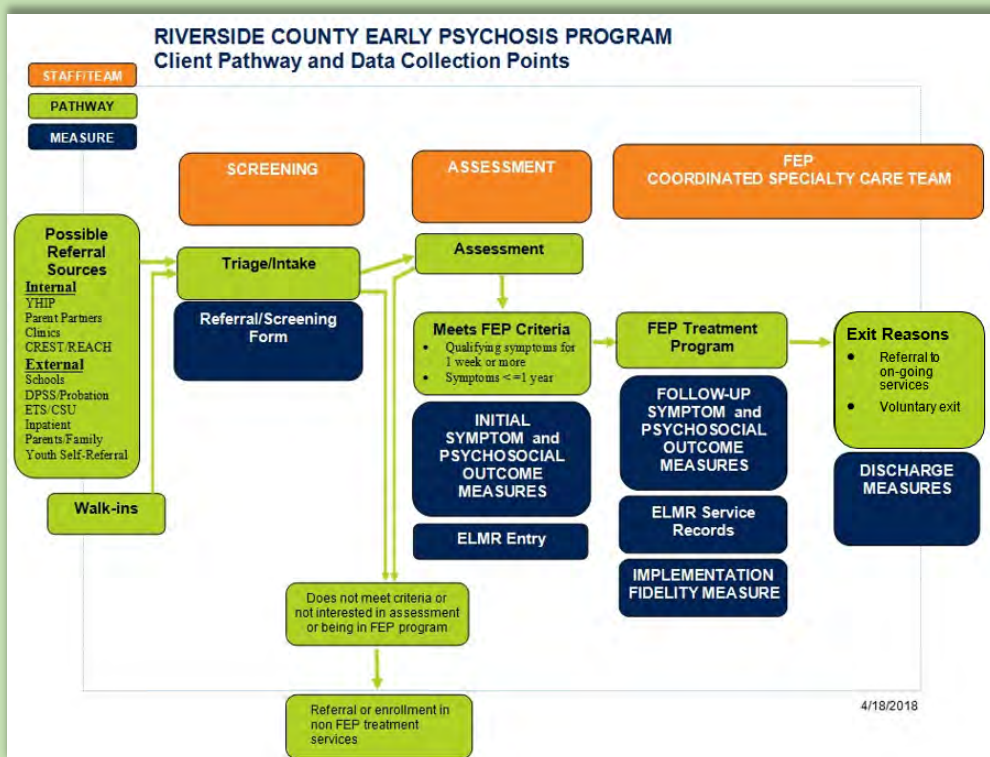 RIVERSIDE COUNTY EARLY PSYCHOSIS PROGRAM
Client Pathway and Data Collection Points
STAFF/TEAM
PATHWAY
MEASURE
SCREENING
ASSESSMENT
FEP
COORDINATED SPECIALTY CARE TEAM
Possible
Referral
Sources
Internal
YHIP
Parent Partners
Clinics
CREST/REACH
External
Schools
DPSS/Probation
ETS/CSU
Inpatient
Parents/Family
Youth Self-Referral
Walk-ins
Triage/Intake
Referral/Screening
Form
Assessment
Meets FEP Criteria
• Qualifying symptoms for
1 week or more
• Symptoms < =1 year
INITIAL
SYMPTOM and
PSYCHOSOCIAL
OUTCOME
MEASURES
ELMR Entry
FEP Treatment
Program
FOLLOW-UP
SYMPTOM and
PSYCHOSOCIAL
OUTCOME
MEASURES
ELMR Service
Records
IMPLEMENTATION
FIDELITY MEASURE
Exit Reasons
• Referral to
on-going
services
• Voluntary exit
DISCHARGE
MEASURES
Does not meet criteria or
not interested in assessment
or being in FEP program
Referral or enrollment in
non FEP treatment
services
4/18/2018